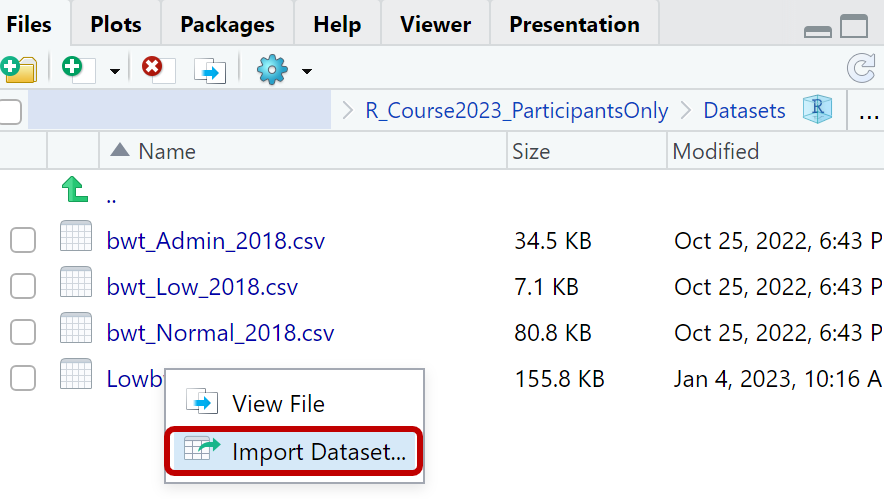 Files Plots Packages Help Viewer Presentation
R_Course2023_ParticipantsOnly Datasets R ...
Name Size Modified
..
bwt_Admin_2018.csv 34.5 KB Oct 25, 2022, 6:43 P
bwt_Low_2018.csv 7.1 KB Oct 25, 2022, 6:43 P
bwt_Normal_2018.csv 80.8 KB Oct 25, 2022, 6:43 P
Lowb 155.8 KB Jan 4, 2023, 10:16 A
View File
Import Dataset...